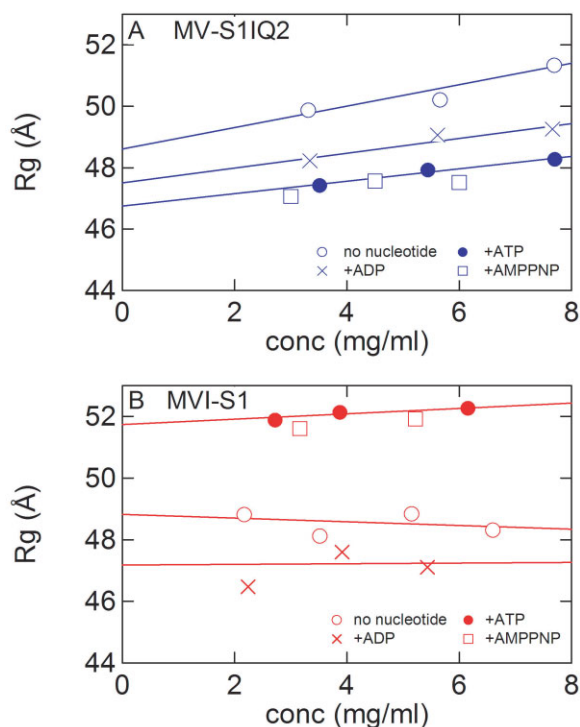 A MV-S1IQ2
52
50
48
46
44
Rg (Å)
no nucleotide +ATP
+ADP +AMPPNP
0 2 4 6 8
conc (mg/ml)
B MVI-S1
52
50
48
46
44
Rg (Å)
no nucleotide +ATP
+ADP +AMPPNP
0 2 4 6 8
conc (mg/ml)